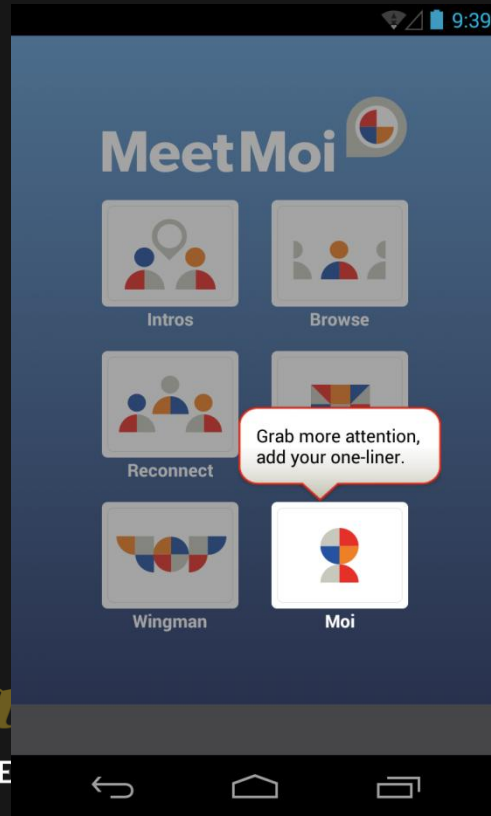 9:39
MeetMoi
Intros
Browse
Reconnect
Grab more attention,
add your one-liner.
Wingman
Moi
E